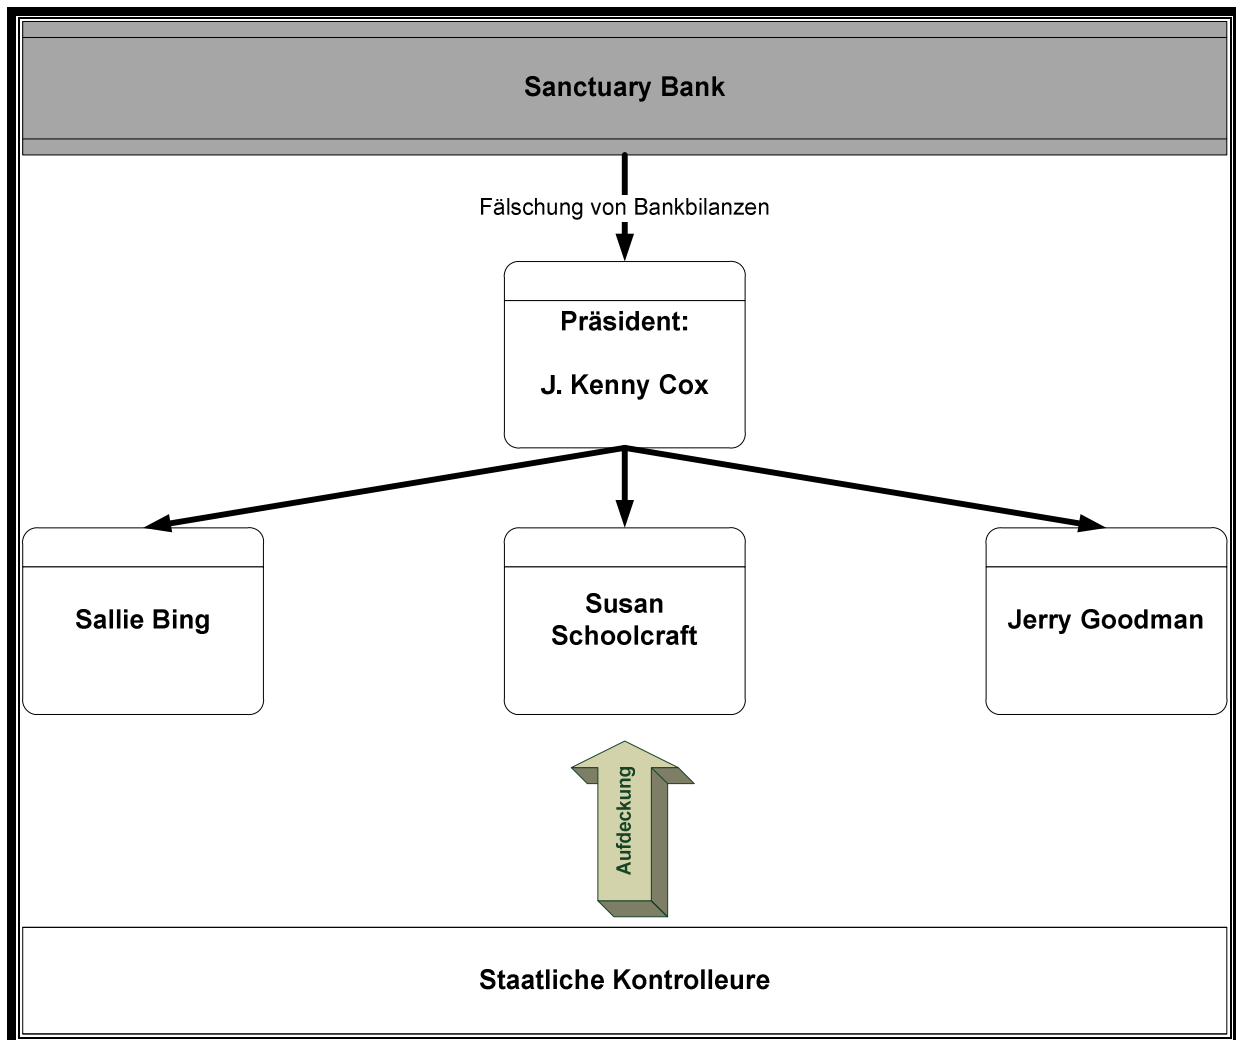 Sanctuary Bank
Fälschung von Bankbilanzen
Präsident:
J. Kenny Cox
Sallie Bing
Susan
Schoolcraft
Jerry Goodman
Aufdeckung
Staatliche Kontrolleure